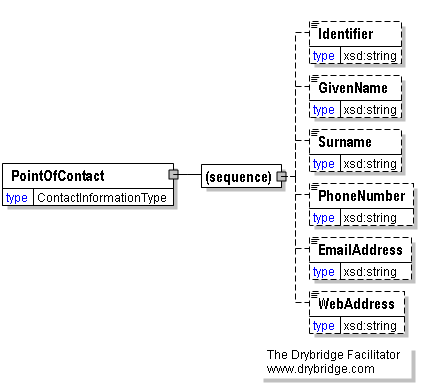 PointOfContact
type ContactInformationType
(sequence)
Identifier
type xsd:string
GivenName
type xsd:string
Surname
type xsd:string
PhoneNumber
type xsd:string
EmailAddress
type xsd:string
WebAddress
type xsd:string
The Drybridge Facilitator
www.drybridge.com